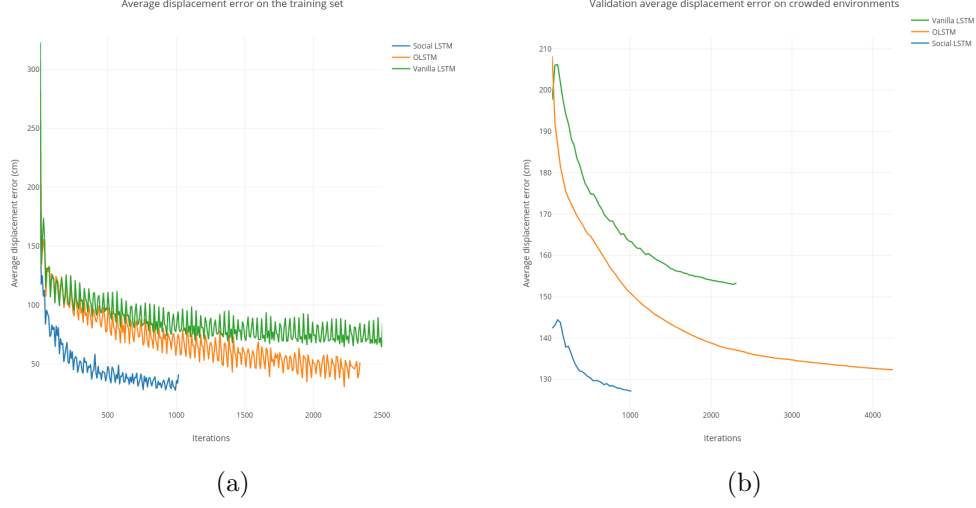 Average displacement error on the training set
Social LSTM
OLSTM
Vanilla LSTM
Average displacement error (cm)
300
250
200
150
100
50
500
1000
1500
2000
2500
Iterations
(a)
Validation average displacement error on crowded environments
Vanilla LSTM
OLSTM
Social LSTM
Average displacement error (cm)
210
200
190
180
170
160
150
140
130
1000
2000
3000
4000
Iterations
(b)